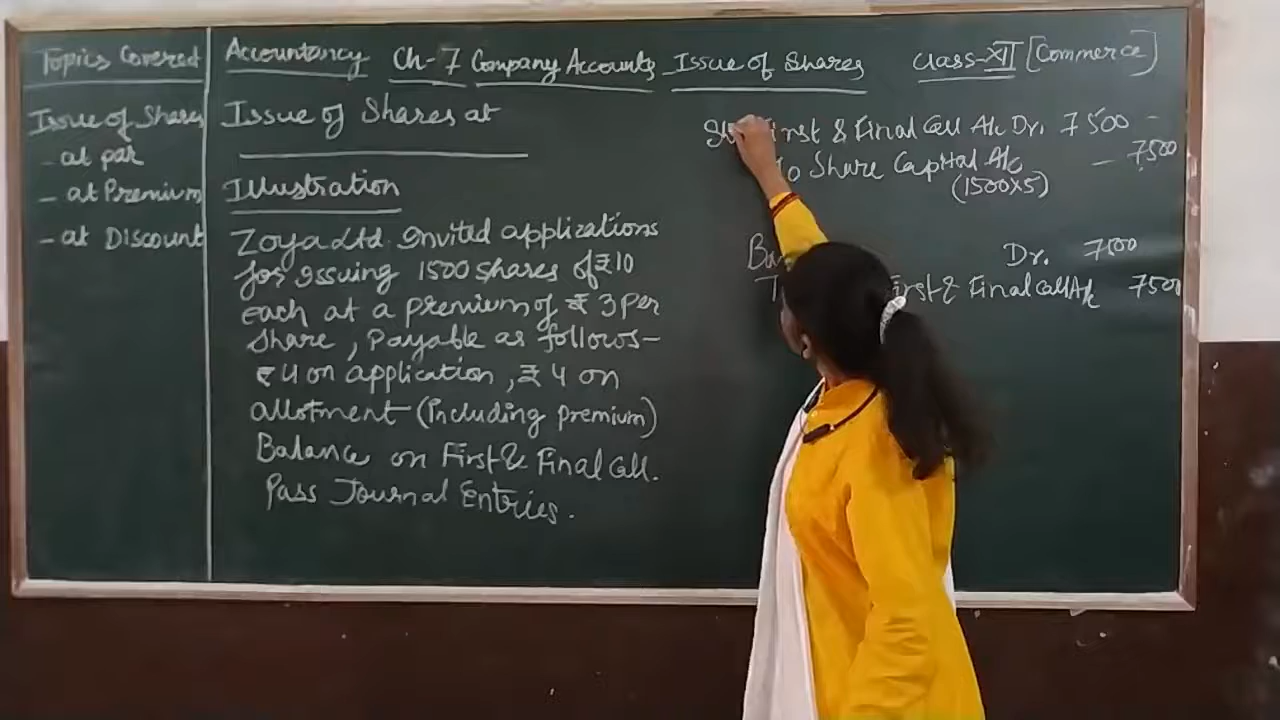 Topics Covered
Issue of Shares
- at par
- at Premium
- at Discount
Accountancy Ch-7 Company Accounts Issue of Shares Class-XII [Commerce]
Issue of Shares at
Illustration
Zoya Ltd. Invited applications
for issuing 1500 shares of ₹10
each at a premium of ₹ 3 per
share, payable as follows-
₹4 on application, ₹ 4 on
allotment (Including premium)
Balance on First & Final Call.
Pass Journal Entries.
First & Final Call A/c Dr. 7500 -
To Share Capital A/c - 7500
(1500x5)
Dr. 7500
First & Final Call A/c 7500